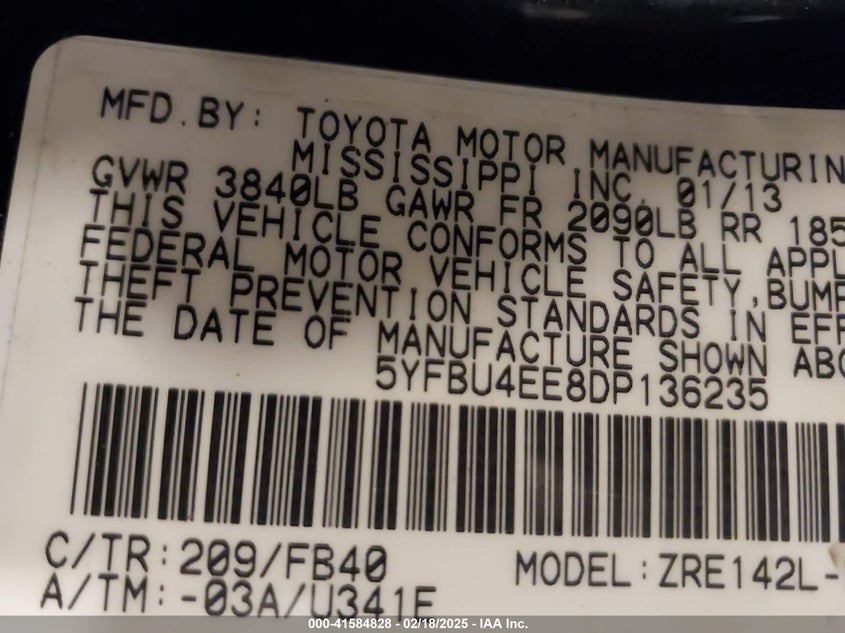 MFD.BY: TOYOTA MOTOR MANUFACTURIN
MISSISSIPPI INC. 01/13
GVWR 3840LB GAWR FR 2090LB RR 185
THIS VEHICLE CONFORMS TO ALL APPL
FEDERAL MOTOR VEHICLE SAFETY,BUMP
THEFT PREVENTION STANDARDS IN EFF
THE DATE OF MANUFACTURE SHOWN ABO
5YFBU4EE8DP136235
C/TR:209/FB40
MODEL:ZRE142L-
A/TM:-03A/U341E
000-41584828 - 02/18/2025 - IAA Inc.